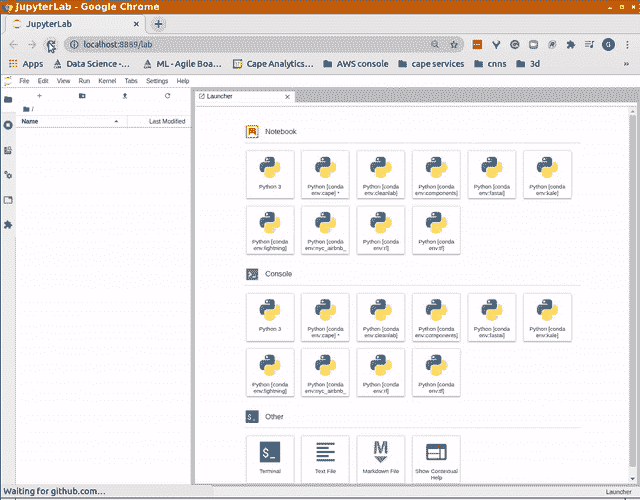 JupyterLab - Google Chrome
JupyterLab
localhost:8889/lab
G
Apps Data Science -... ML - Agile Boa... Cape Analytics... AWS console cape services cnns 3d »
File Edit View Run Kernel Tabs Settings Help
Launcher
/
Name Last Modified
Notebook
Python 3
Python [conda env:cape] *
Python [conda env:cleanlab]
Python [conda env:components]
Python [conda env:fastai]
Python [conda env:kale]
Python [conda env:lightning]
Python [conda env:nyc_airbnb_
Python [conda env:rl]
Python [conda env:tf]
Console
Python 3
Python [conda env:cape] *
Python [conda env:cleanlab]
Python [conda env:components]
Python [conda env:fastai]
Python [conda env:kale]
Python [conda env:lightning]
Python [conda env:nyc_airbnb_
Python [conda env:rl]
Python [conda env:tf]
$_ Other
Terminal
Text File
Markdown File
Show Contextual Help
Waiting for github.com...
Launcher